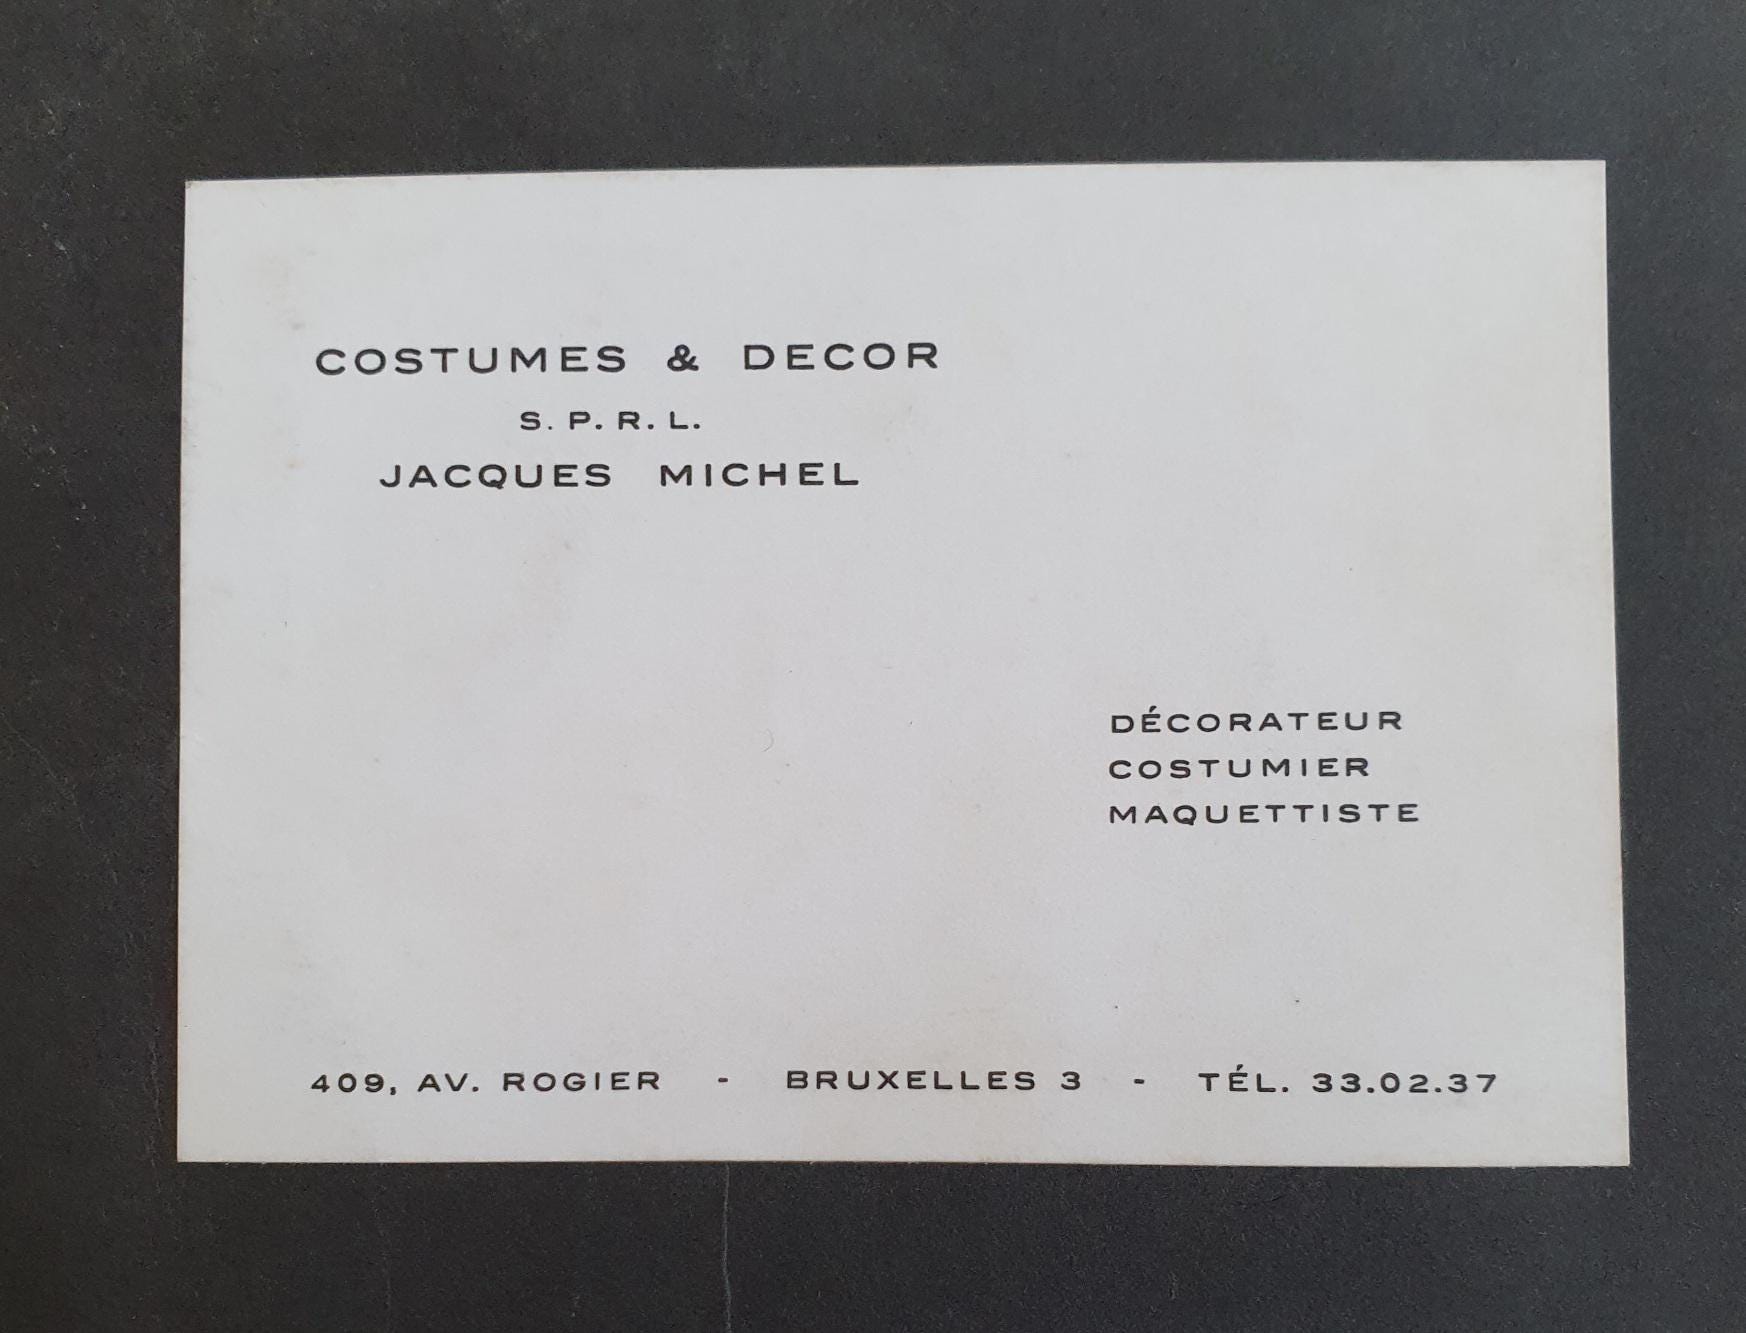 COSTUMES & DECOR
S. P. R. L.
JACQUES MICHEL
DÉCORATEUR
COSTUMIER
MAQUETTISTE
409, AV. ROGIER - BRUXELLES 3 - TÉL. 33.02.37